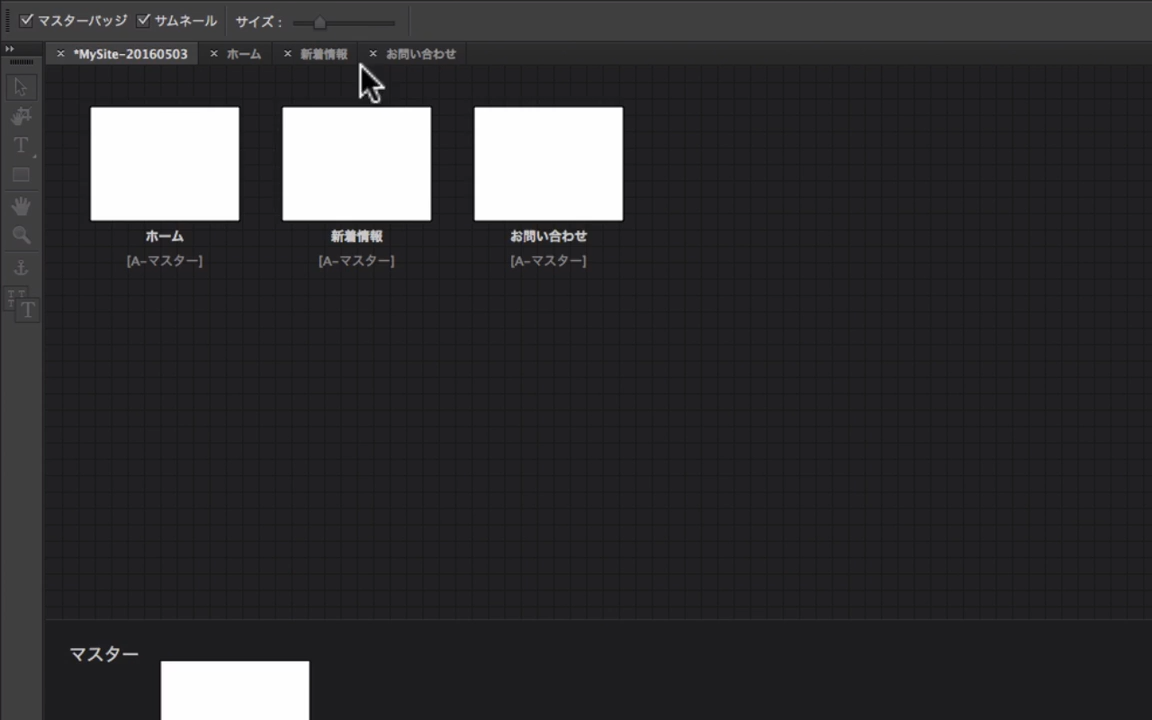 マスターバッジ サムネール サイズ：
*MySite-20160503 ホーム 新着情報 お問い合わせ
T
ホーム 新着情報 お問い合わせ
[A-マスター] [A-マスター] [A-マスター]
T
マスター